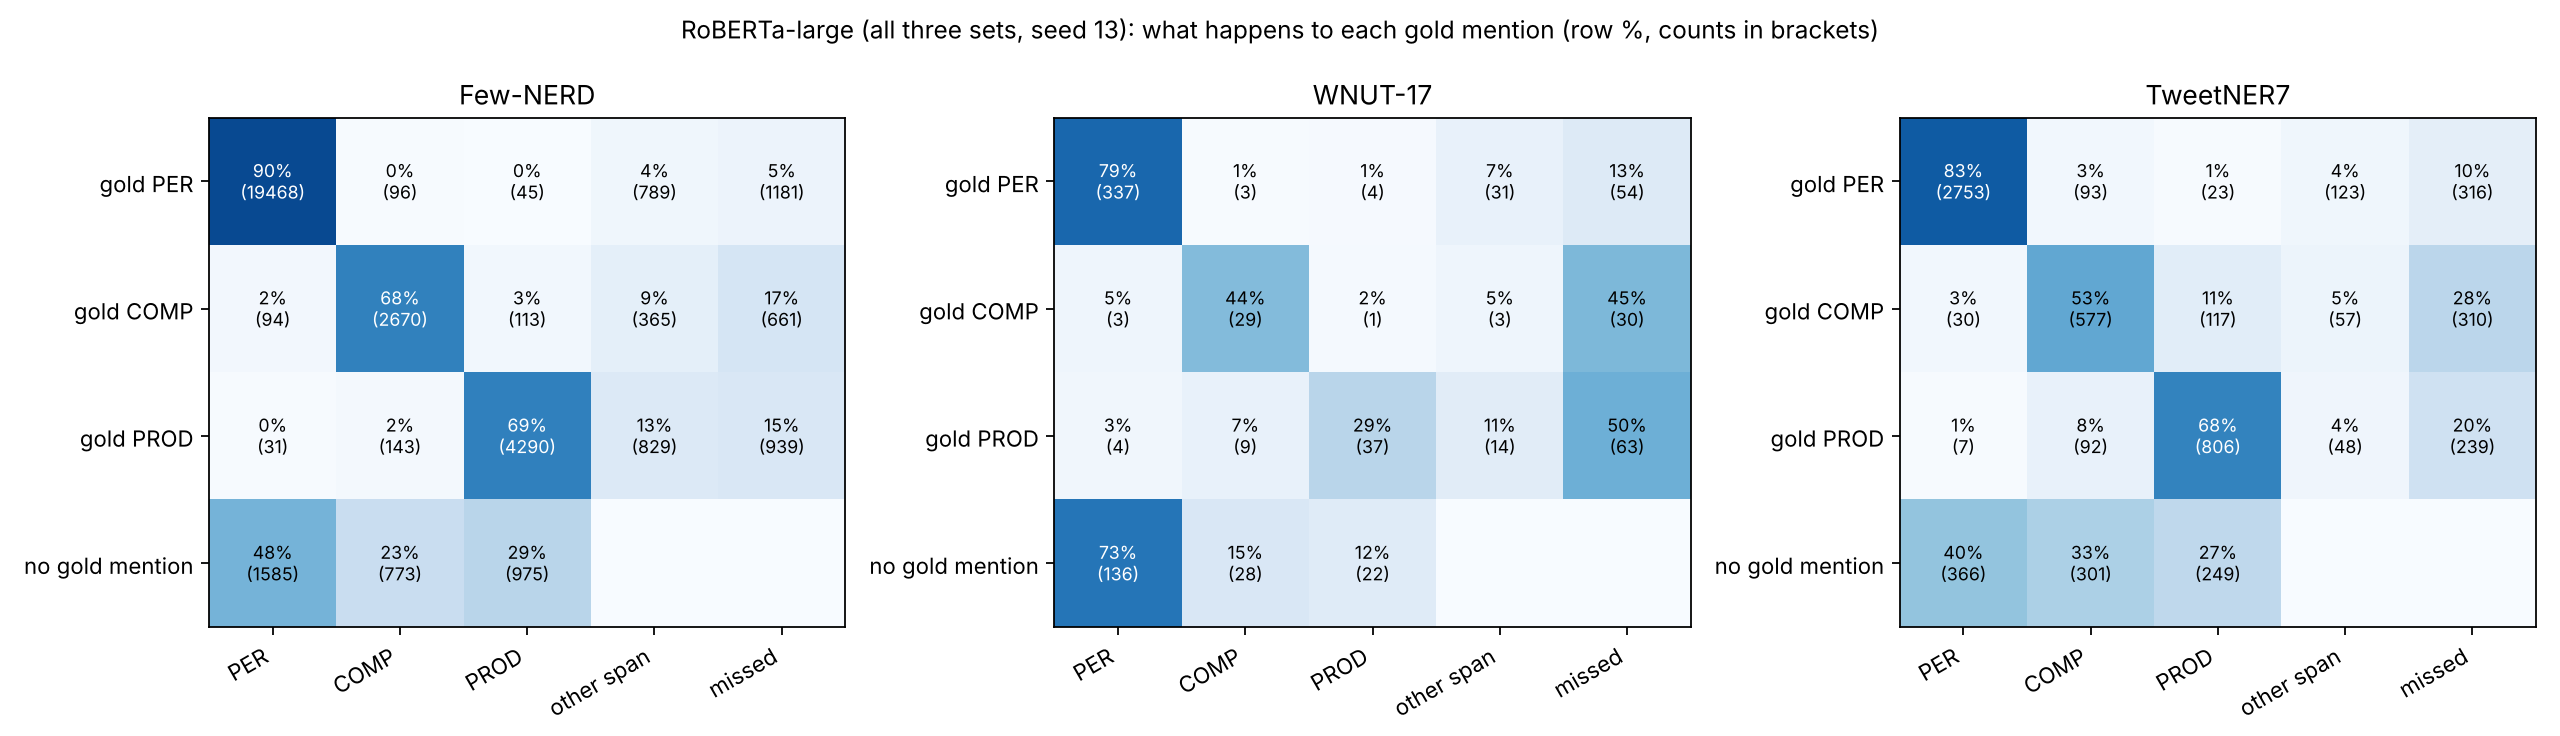 RoBERTa-large (all three sets, seed 13): what happens to each gold mention (row %, counts in brackets)
Few-NERD
gold PER
90% 0% 0% 4% 5%
(19468) (96) (45) (789) (1181)
gold COMP
2% 68% 3% 9% 17%
(94) (2670) (113) (365) (661)
gold PROD
0% 2% 69% 13% 15%
(31) (143) (4290) (829) (939)
no gold mention
48% 23% 29%
(1585) (773) (975)
PER COMP PROD other span missed
WNUT-17
gold PER
79% 1% 1% 7% 13%
(337) (3) (4) (31) (54)
gold COMP
5% 44% 2% 5% 45%
(3) (29) (1) (3) (30)
gold PROD
3% 7% 29% 11% 50%
(4) (9) (37) (14) (63)
no gold mention
73% 15% 12%
(136) (28) (22)
PER COMP PROD other span missed
TweetNER7
gold PER
83% 3% 1% 4% 10%
(2753) (93) (23) (123) (316)
gold COMP
3% 53% 11% 5% 28%
(30) (577) (117) (57) (310)
gold PROD
1% 8% 68% 4% 20%
(7) (92) (806) (48) (239)
no gold mention
40% 33% 27%
(366) (301) (249)
PER COMP PROD other span missed